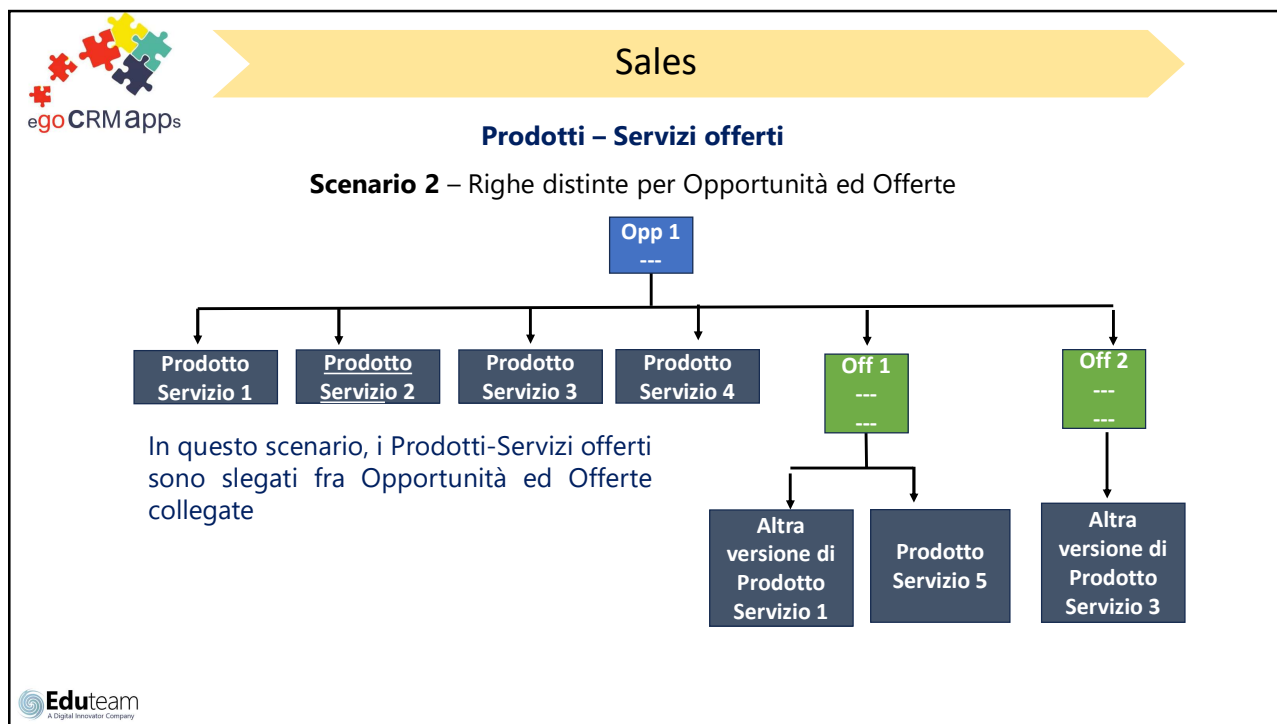 Sales
egoCRMapps
Prodotti – Servizi offerti
Scenario 2 – Righe distinte per Opportunità ed Offerte
Opp 1
---
Prodotto
Servizio 1
Prodotto
Servizio 2
Prodotto
Servizio 3
Prodotto
Servizio 4
Off 1
---
---
Off 2
---
---
In questo scenario, i Prodotti-Servizi offerti
sono slegati fra Opportunità ed Offerte
collegate
Altra
versione di
Prodotto
Servizio 1
Prodotto
Servizio 5
Altra
versione di
Prodotto
Servizio 3
Eduteam
A Digital Innovator Company